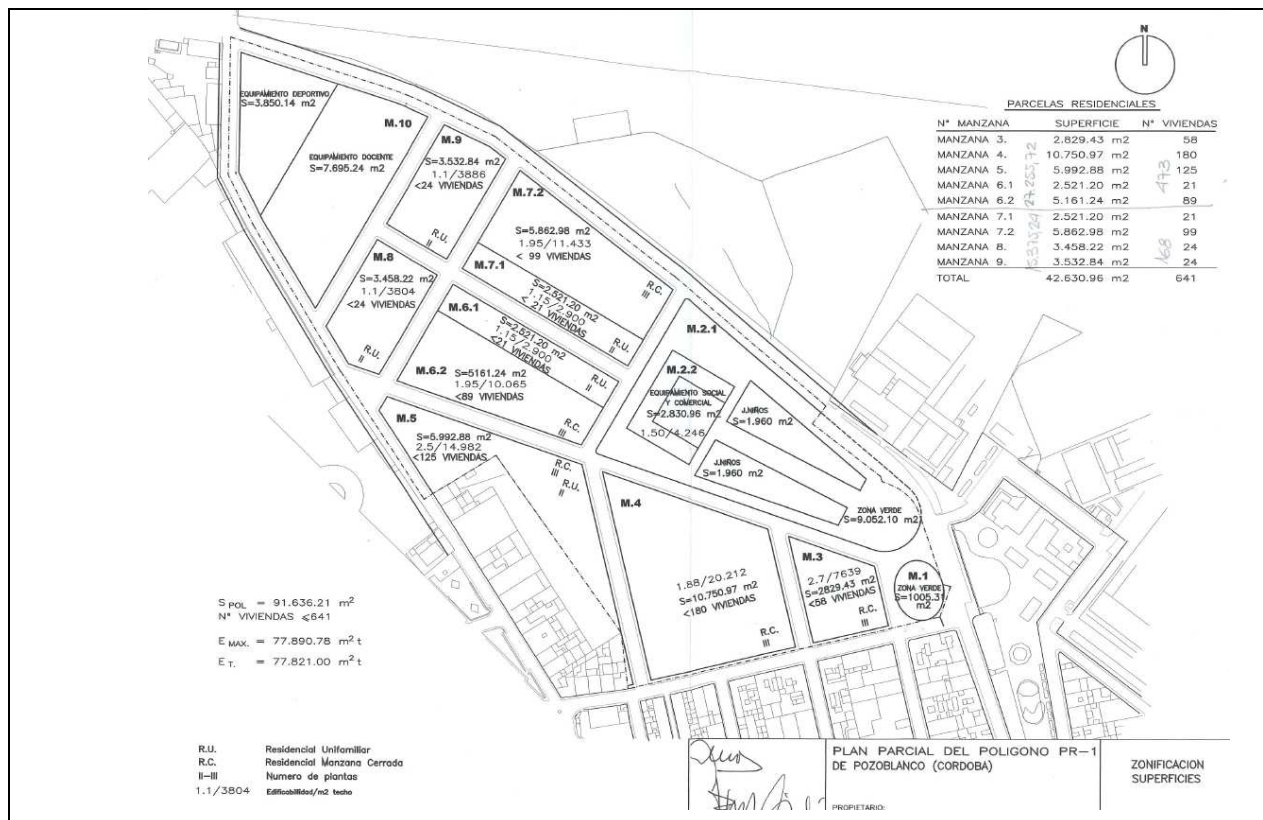 N
PARCELAS RESIDENCIALES
Nº MANZANA SUPERFICIE Nº VIVIENDAS
MANZANA 3. 2.829.43 m2 58
MANZANA 4. 10.750.97 m2 180
MANZANA 5. 5.992.88 m2 125
MANZANA 6.1 2.521.20 m2 21
MANZANA 6.2 5.161.24 m2 89
MANZANA 7.1 2.521.20 m2 21
MANZANA 7.2 5.862.98 m2 99
MANZANA 8. 3.458.22 m2 24
MANZANA 9. 3.532.84 m2 24
TOTAL 42.630.96 m2 641
27.255,72
15.375,24
473
168
EQUIPAMIENTO DEPORTIVO
S=3.850.14 m2
M.10
EQUIPAMIENTO DOCENTE
S=7.695.24 m2
M.9
S=3.532.84 m2
1.1/3886
<24 VIVIENDAS
R.U.
II
M.7.2
S=5.862.98 m2
1.95/11.433
< 99 VIVIENDAS
R.C.
III
M.7.1
S=2.521.20 m2
1.15/2.900
< 21 VIVIENDAS
R.U.
II
M.8
S=3.458.22 m2
1.1/3804
<24 VIVIENDAS
R.U.
II
M.6.1
S=2.521.20 m2
1.15/2.900
<21 VIVIENDAS
R.U.
II
M.6.2
S=5161.24 m2
1.95/10.065
<89 VIVIENDAS
R.C.
III
M.2.1
M.2.2
EQUIPAMIENTO SOCIAL
Y COMERCIAL
S=2.830.96 m2
1.50/4.246
J.NIÑOS
S=1.960 m2
J.NIÑOS
S=1.960 m2
ZONA VERDE
S=9.052.10 m2
M.5
S=5.992.88 m2
2.5/14.982
<125 VIVIENDAS
R.C.
III
R.U.
II
M.4
1.88/20.212
S=10.750.97 m2
<180 VIVIENDAS
R.C.
III
M.3
2.7/7639
S=2829,43 m2
<58 VIVIENDAS
R.C.
III
M.1
ZONA VERDE
S=1005.31
m2
S POL = 91.636.21 m²
Nº VIVIENDAS ≤641
E MAX. = 77.890.78 m² t
E T. = 77.821.00 m² t
R.U. Residencial Unifamiliar
R.C. Residencial Manzana Cerrada
II-III Numero de plantas
1.1/3804 Edificabilidad/m2 techo
PLAN PARCIAL DEL POLIGONO PR-1
DE POZOBLANCO (CORDOBA)
PROPIETARIO:
ZONIFICACION
SUPERFICIES